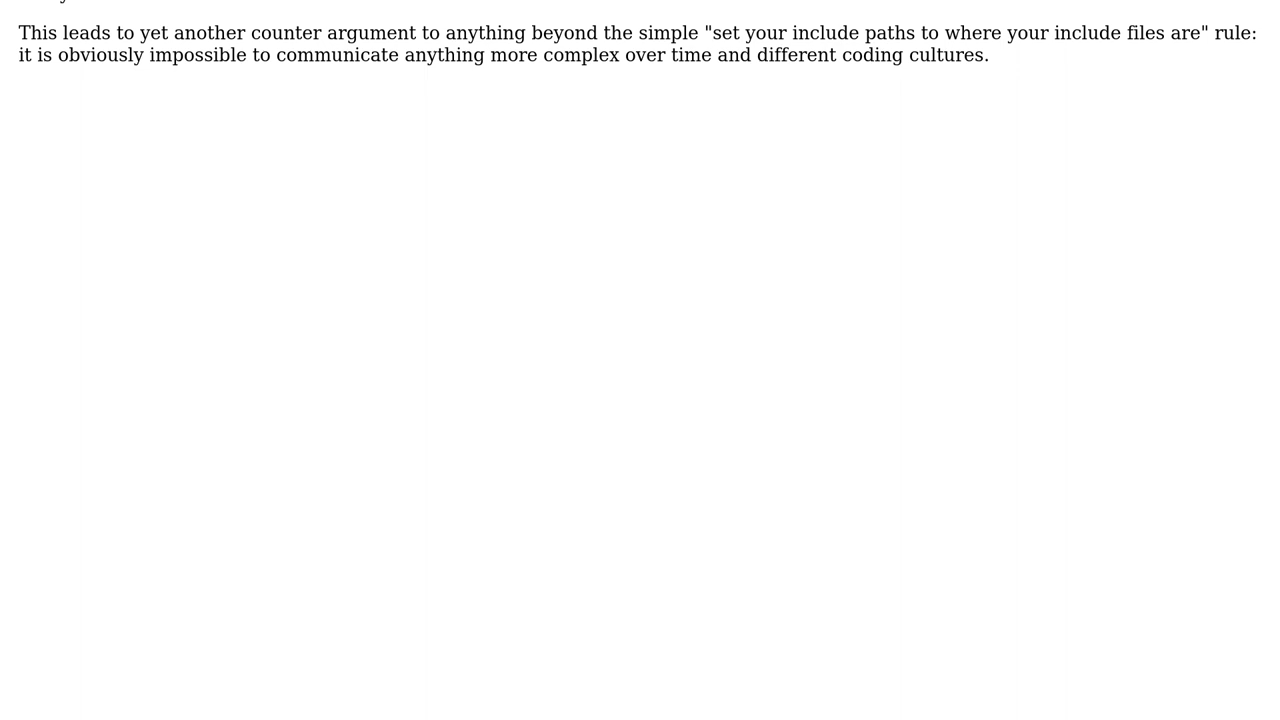 This leads to yet another counter argument to anything beyond the simple "set your include paths to where your include files are" rule:
it is obviously impossible to communicate anything more complex over time and different coding cultures.